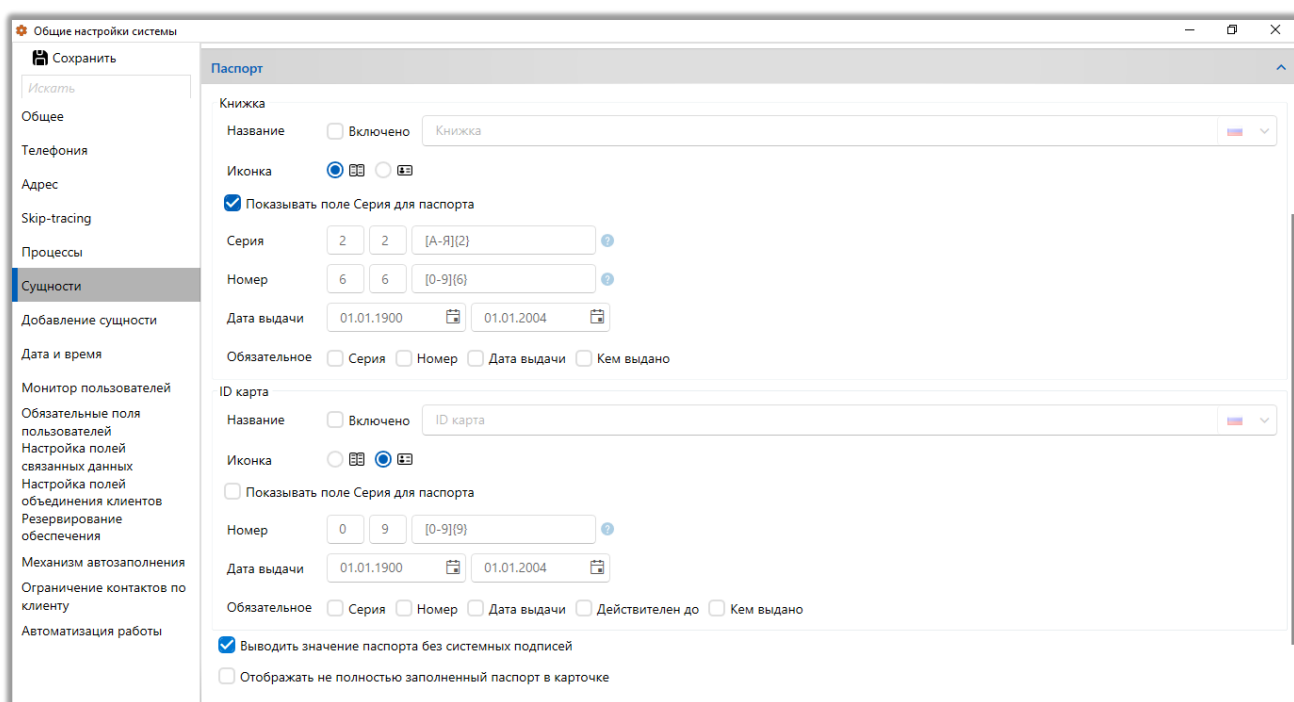 Общие настройки системы
Сохранить
Искать
Общее
Телефония
Адрес
Skip-tracing
Процессы
Сущности
Добавление сущности
Дата и время
Монитор пользователей
Обязательные поля
пользователей
Настройка полей
связанных данных
Настройка полей
объединения клиентов
Резервирование
обеспечения
Механизм автозаполнения
Ограничение контактов по
клиенту
Автоматизация работы
Паспорт
Книжка
Название Включено Книжка
Иконка
Показывать поле Серия для паспорта
Серия 2 2 [А-Я]{2} ?
Номер 6 6 [0-9]{6} ?
Дата выдачи 01.01.1900 01.01.2004
Обязательное Серия Номер Дата выдачи Кем выдано
ID карта
Название Включено ID карта
Иконка
Показывать поле Серия для паспорта
Номер 0 9 [0-9]{9} ?
Дата выдачи 01.01.1900 01.01.2004
Обязательное Серия Номер Дата выдачи Действителен до Кем выдано
Выводить значение паспорта без системных подписей
Отображать не полностью заполненный паспорт в карточке